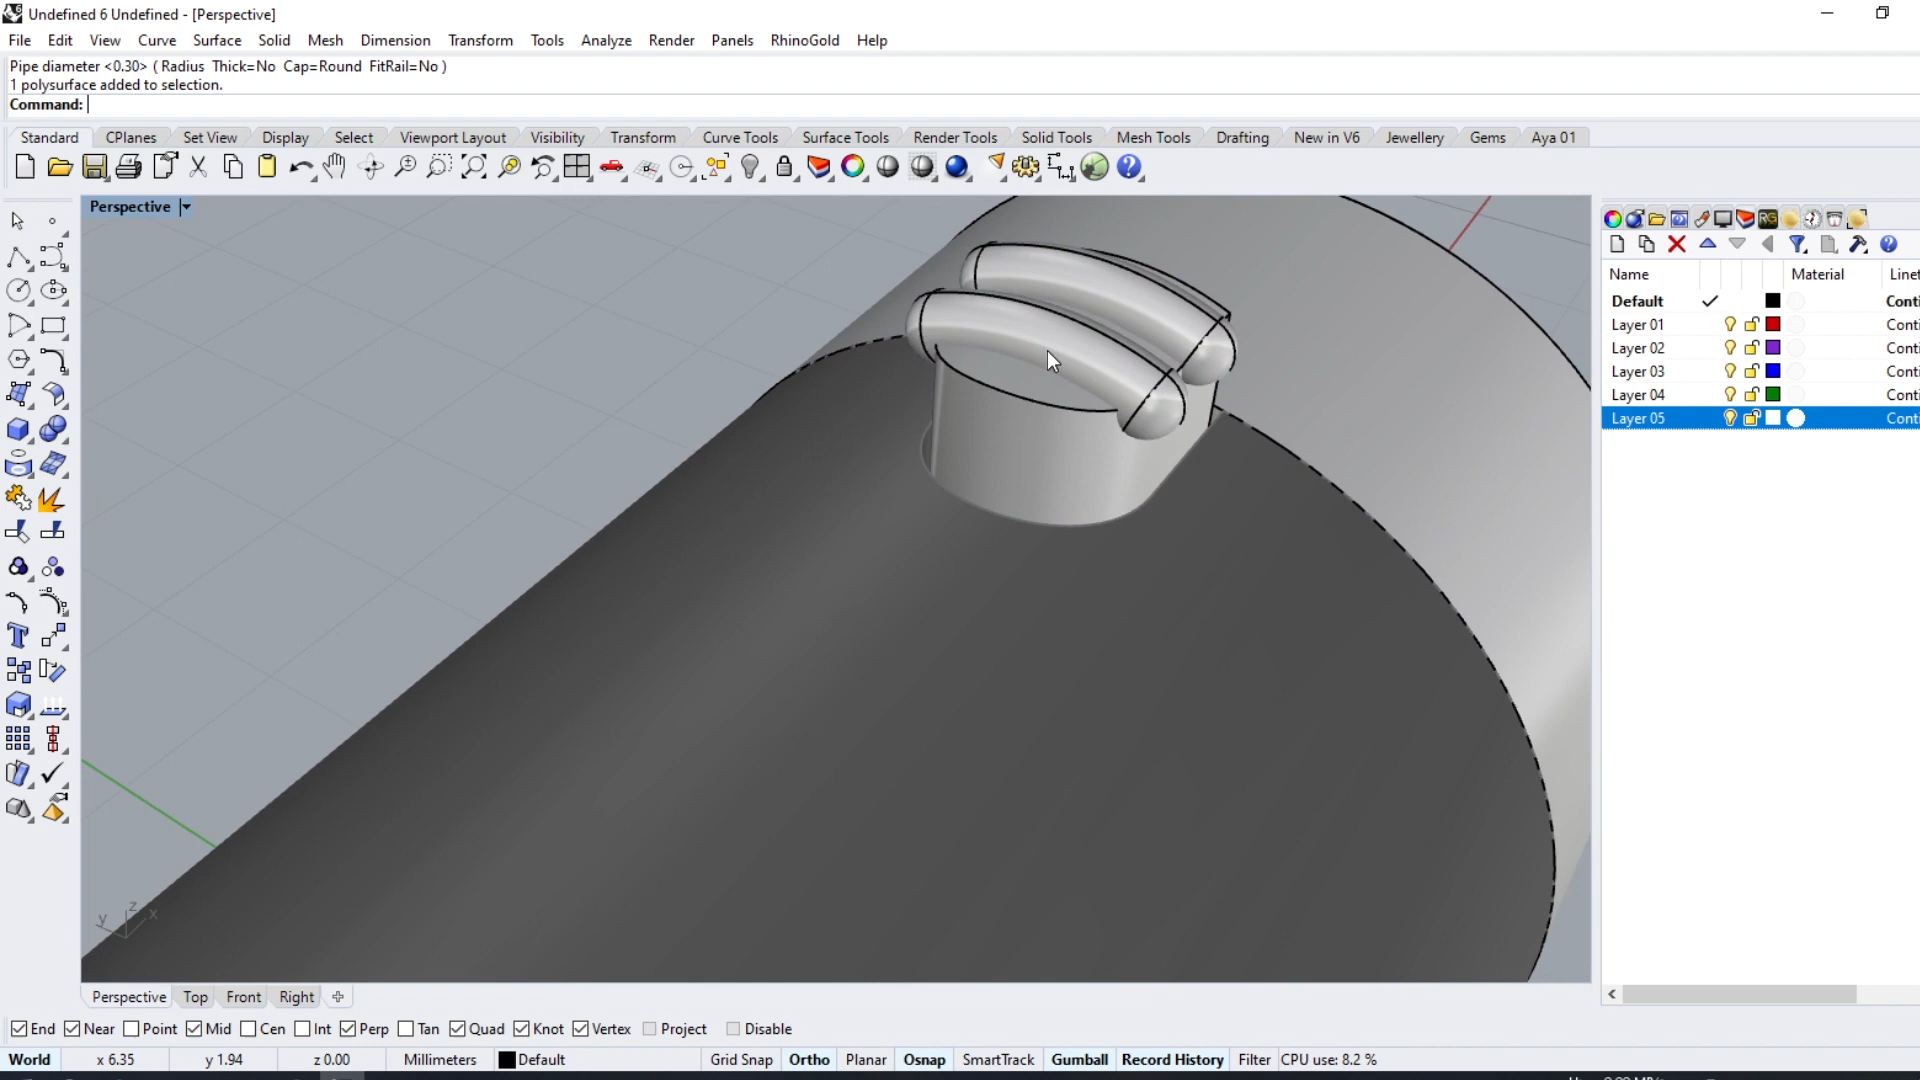 Undefined 6 Undefined - [Perspective]
File Edit View Curve Surface Solid Mesh Dimension Transform Tools Analyze Render Panels RhinoGold Help
Pipe diameter <0.30> ( Radius Thick=No Cap=Round FitRail=No )
1 polysurface added to selection.
Command:
Standard CPlanes Set View Display Select Viewport Layout Visibility Transform Curve Tools Surface Tools Render Tools Solid Tools Mesh Tools Drafting New in V6 Jewellery Gems Aya 01
Perspective
Name Material Linet
Default Conti
Layer 01 Conti
Layer 02 Conti
Layer 03 Conti
Layer 04 Conti
Layer 05 Conti
z
y x
Perspective Top Front Right
End Near Point Mid Cen Int Perp Tan Quad Knot Vertex Project Disable
World x 6.35 y 1.94 z 0.00 Millimeters Default Grid Snap Ortho Planar Osnap SmartTrack Gumball Record History Filter CPU use: 8.2 %